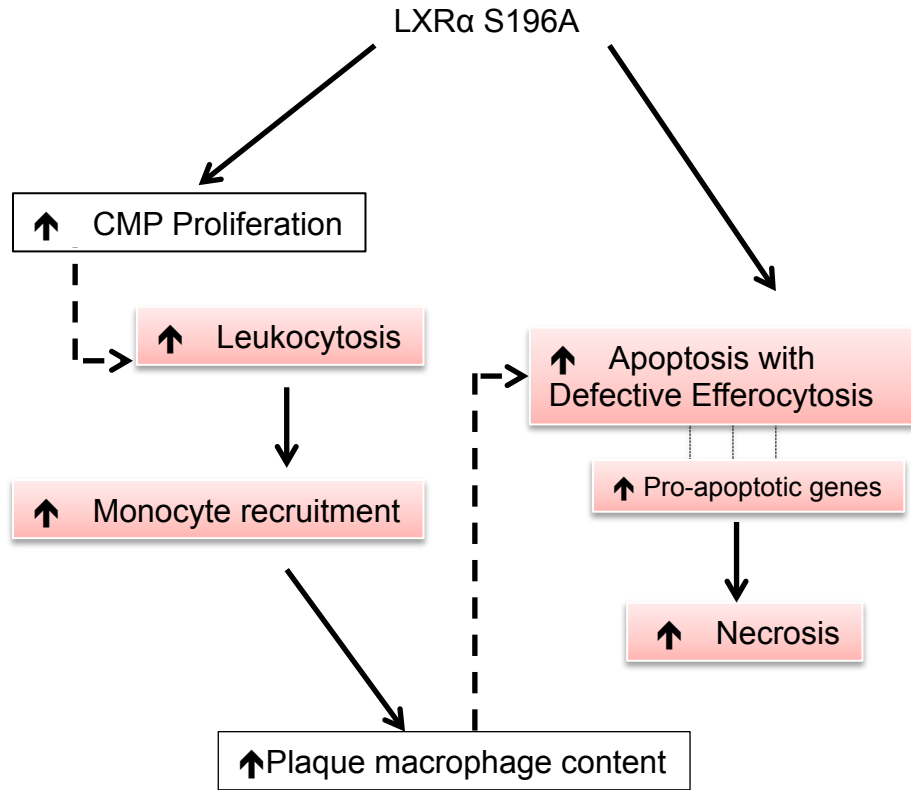 LXRα S196A
↑ CMP Proliferation
↑ Leukocytosis
↑ Monocyte recruitment
↑Plaque macrophage content
↑ Apoptosis with
Defective Efferocytosis
↑ Pro-apoptotic genes
↑ Necrosis